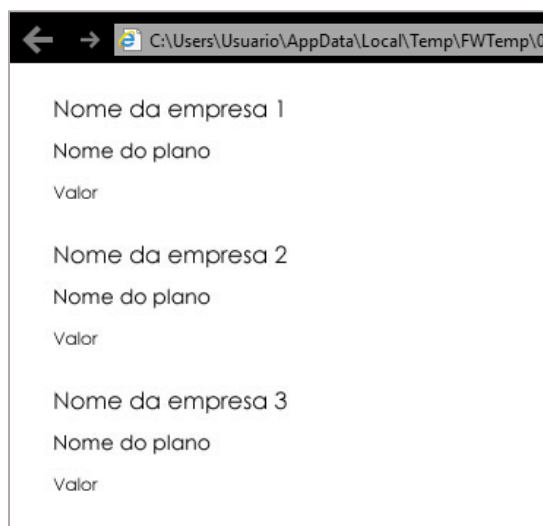 C:\Users\Usuario\AppData\Local\Temp\FWTemp\
Nome da empresa 1
Nome do plano
Valor
Nome da empresa 2
Nome do plano
Valor
Nome da empresa 3
Nome do plano
Valor